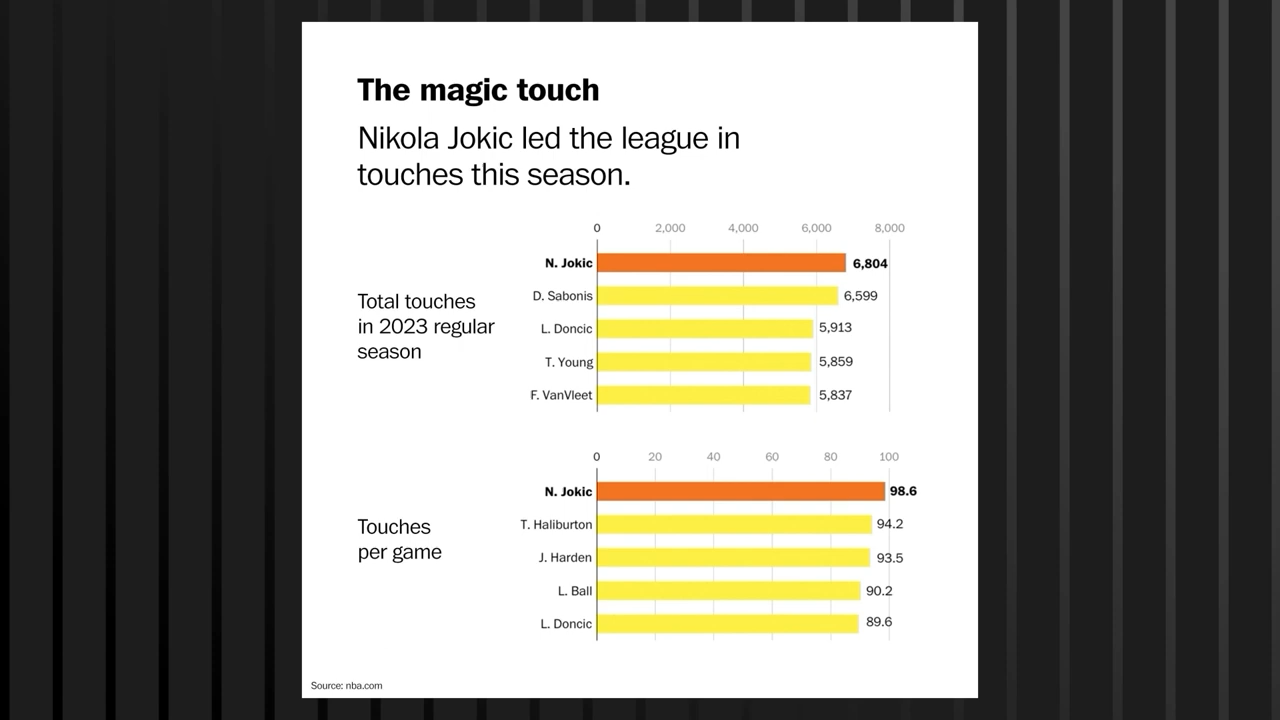 The magic touch
Nikola Jokic led the league in
touches this season.
0 2,000 4,000 6,000 8,000
Total touches
in 2023 regular
season
N. Jokic 6,804
D. Sabonis 6,599
L. Doncic 5,913
T. Young 5,859
F. VanVleet 5,837
0 20 40 60 80 100
Touches
per game
N. Jokic 98.6
T. Haliburton 94.2
J. Harden 93.5
L. Ball 90.2
L. Doncic 89.6
Source: nba.com